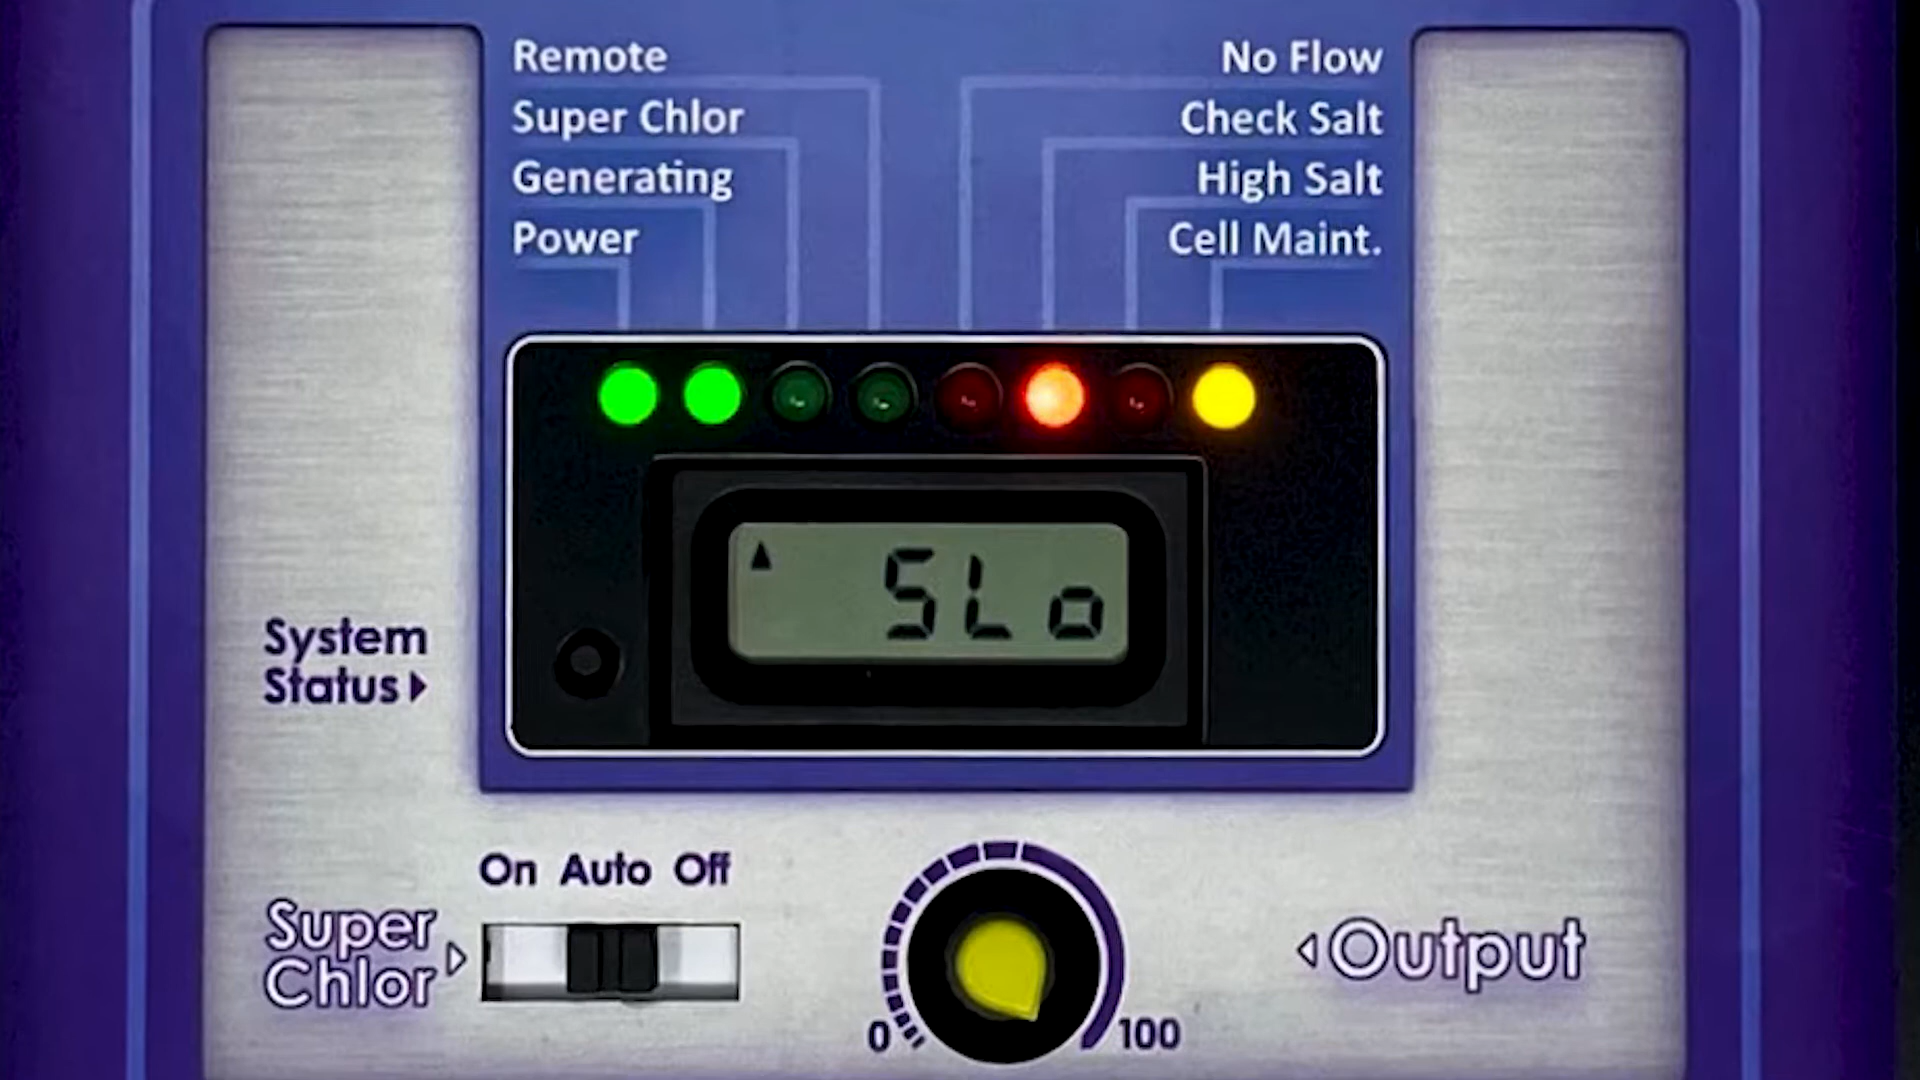 Remote
Super Chlor
Generating
Power
No Flow
Check Salt
High Salt
Cell Maint.
SLo
System
Status
On Auto Off
Super
Chlor
0
100
Output